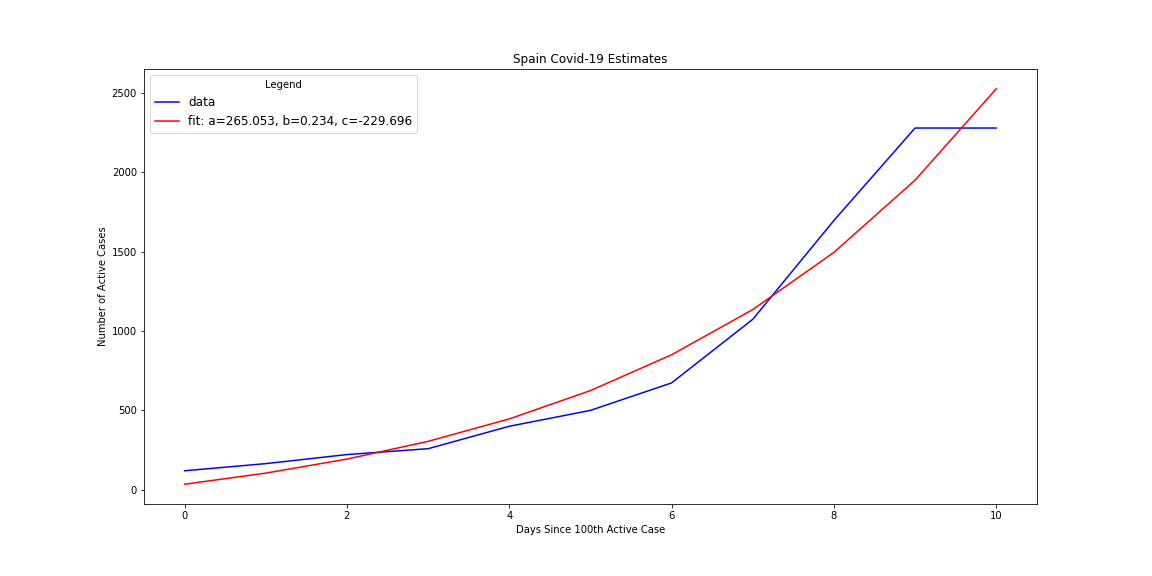 Spain Covid-19 Estimates
Legend
data
fit: a=265.053, b=0.234, c=-229.696
Number of Active Cases
2500
2000
1500
1000
500
0
0 2 4 6 8 10
Days Since 100th Active Case